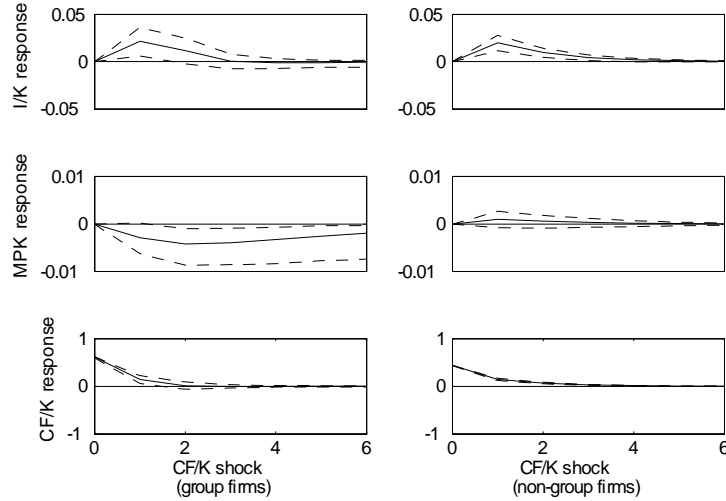 I/K response
0.05
0
-0.05
0.05
0
-0.05
MPK response
0.01
0
-0.01
0.01
0
-0.01
CF/K response
1
0
-1
0 2 4 6
CF/K shock
(group firms)
1
0
-1
0 2 4 6
CF/K shock
(non-group firms)